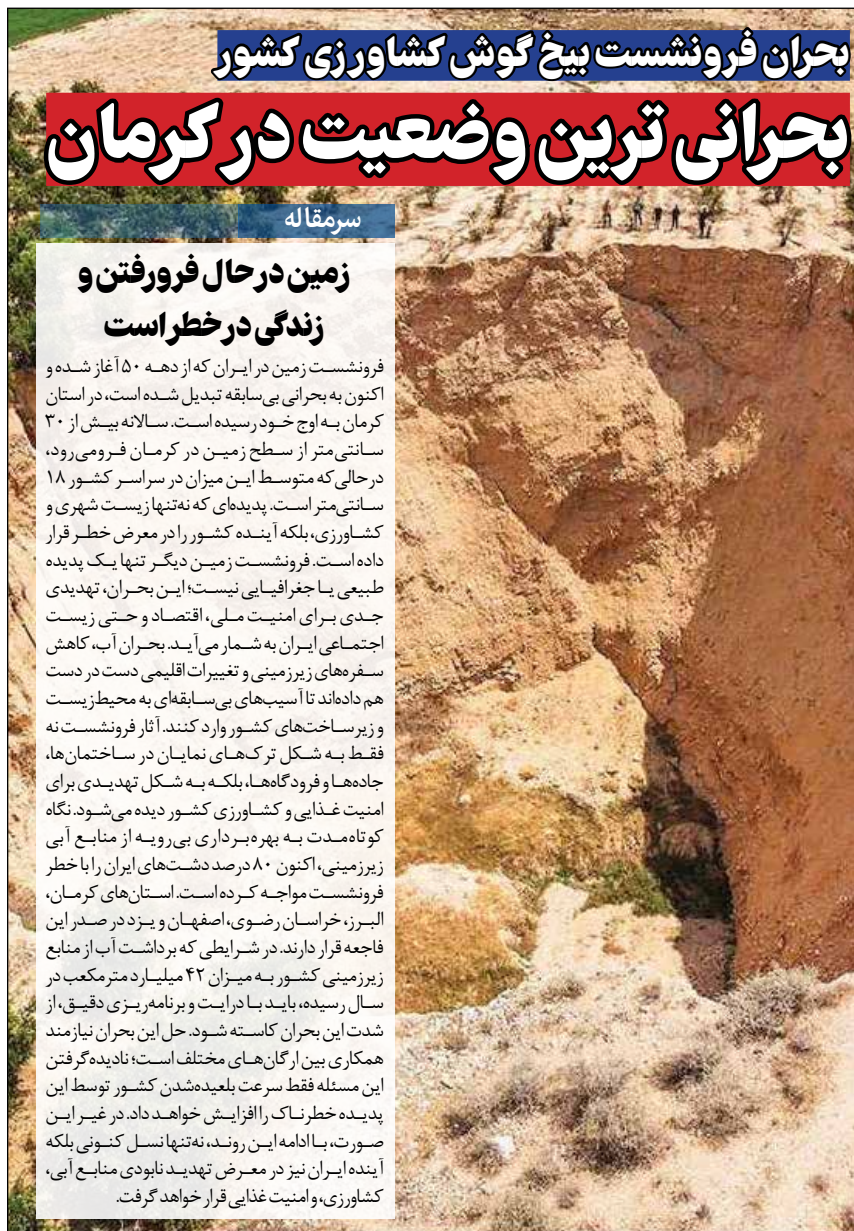 بحران فرونشست بیخ گوش کشاورزی کشور
بحرانی ترین وضعیت در کرمان
سرمقاله
زمین در حال فرورفتن و
زندگی در خطر است
فرونشست زمین در ایران که از دهه ۵۰ آغاز شده و
اکنون به بحرانی بی‌سابقه تبدیل شده است، در استان
کرمان به اوج خود رسیده است. سالانه بیش از ۳۰
سانتی‌متر از سطح زمین در کرمان فرومی‌رود،
درحالی‌که متوسط این میزان در سراسر کشور ۱۸
سانتی‌متر است. پدیده‌ای که نه‌تنها زیست شهری و
کشاورزی، بلکه آینده کشور را در معرض خطر قرار
داده است. فرونشست زمین دیگر تنها یک پدیده
طبیعی یا جغرافیایی نیست؛ این بحران، تهدیدی
جدی برای امنیت ملی، اقتصاد و حتی زیست
اجتماعی ایران به شمار می‌آید. بحران آب، کاهش
سفره‌های زیرزمینی و تغییرات اقلیمی دست در دست
هم داده‌اند تا آسیب‌های بی‌سابقه‌ای به محیط‌زیست
و زیرساخت‌های کشور وارد کنند. آثار فرونشست نه
فقط به شکل ترک‌های نمایان در ساختمان‌ها،
جاده‌ها و فرودگاه‌ها، بلکه به شکل تهدیدی برای
امنیت غذایی و کشاورزی کشور دیده می‌شود. نگاه
کوتاه‌مدت به بهره‌برداری بی‌رویه از منابع آبی
زیرزمینی، اکنون ۸۰ درصد دشت‌های ایران را با خطر
فرونشست مواجه کرده است. استان‌های کرمان،
البرز، خراسان رضوی، اصفهان و یزد در صدر این
فاجعه قرار دارند. در شرایطی که برداشت آب از منابع
زیرزمینی کشور به میزان ۴۲ میلیارد مترمکعب در
سال رسیده، باید با درایت و برنامه‌ریزی دقیق، از
شدت این بحران کاسته شود. حل این بحران نیازمند
همکاری بین ارگان‌های مختلف است؛ نادیده‌گرفتن
این مسئله فقط سرعت بلعیده‌شدن کشور توسط این
پدیده خطرناک را افزایش خواهد داد. در غیر این
صورت، با ادامه این روند، نه‌تنها نسل کنونی بلکه
آینده ایران نیز در معرض تهدید نابودی منابع آبی،
کشاورزی، و امنیت غذایی قرار خواهد گرفت.